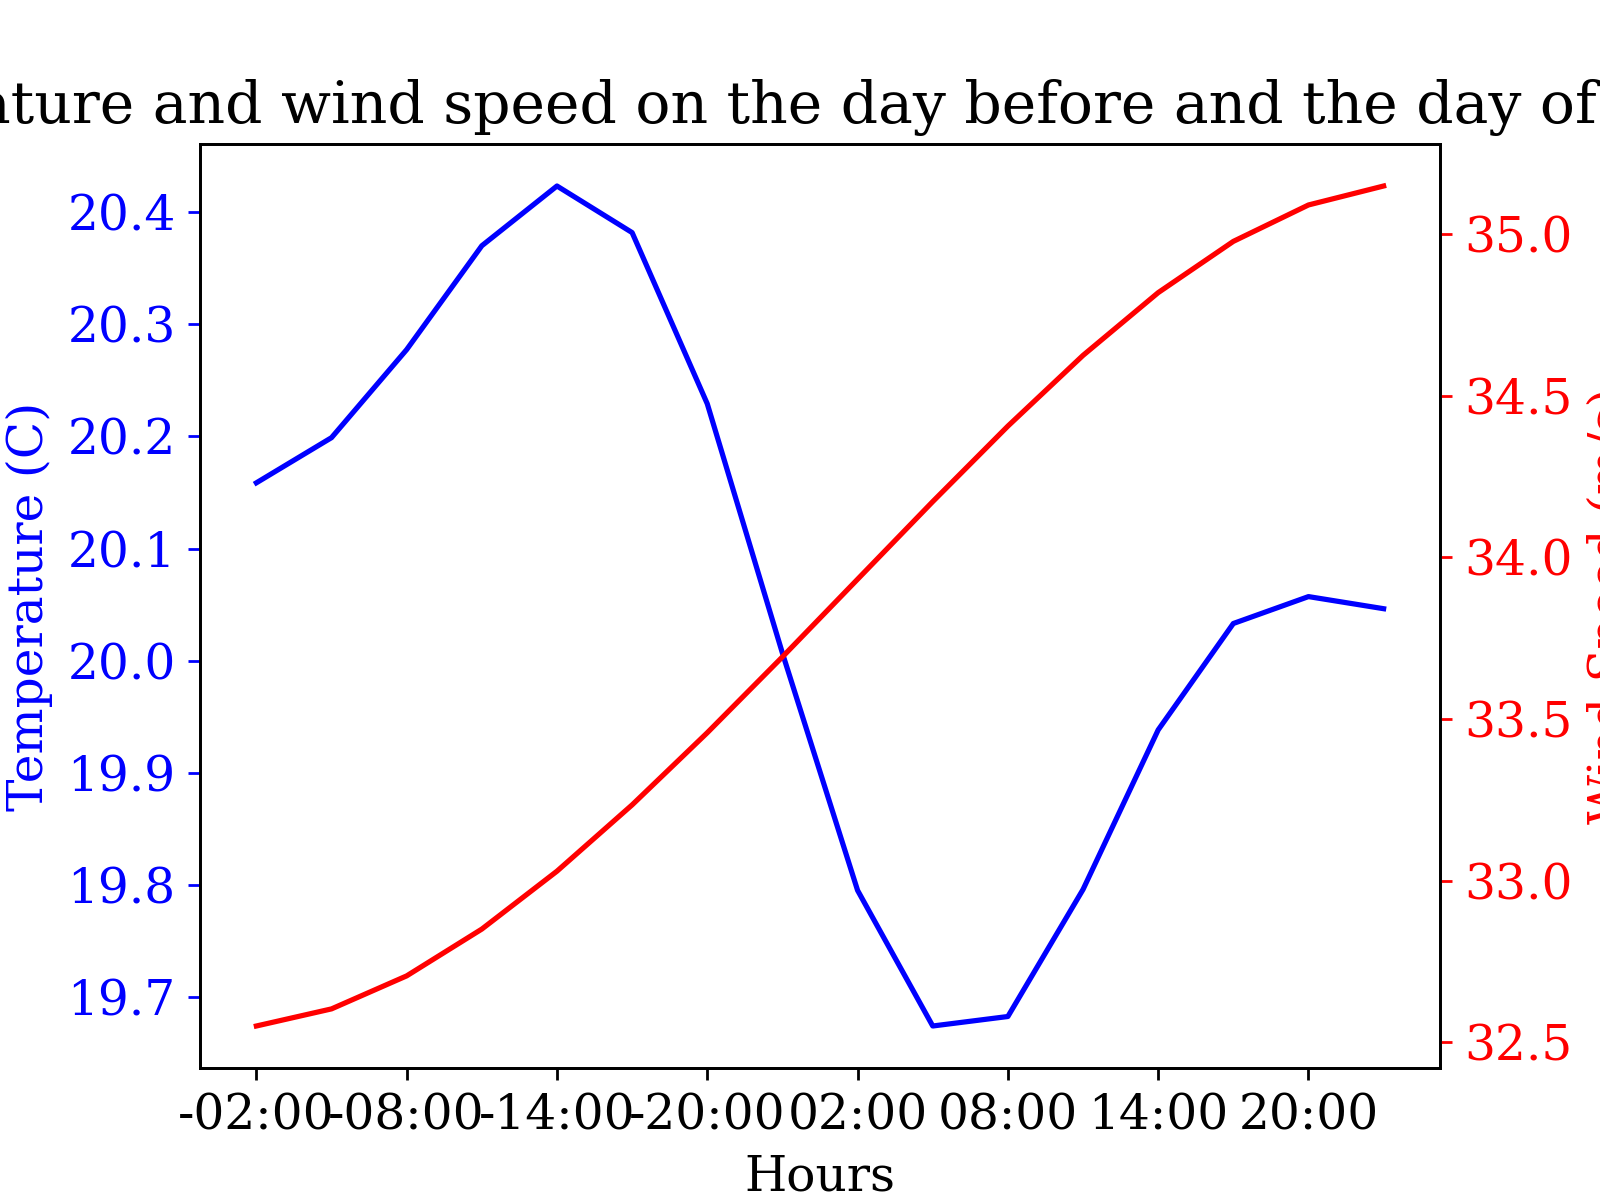 and wind speed on the day before and the day of
20.4
20.3
20.2
20.1
20.0
19.9
19.8
19.7
Temperature (C)
35.0
34.5
34.0
33.5
33.0
32.5
Wind Speed (m/s)
-02:00 -08:00 -14:00 -20:00 02:00 08:00 14:00 20:00
Hours